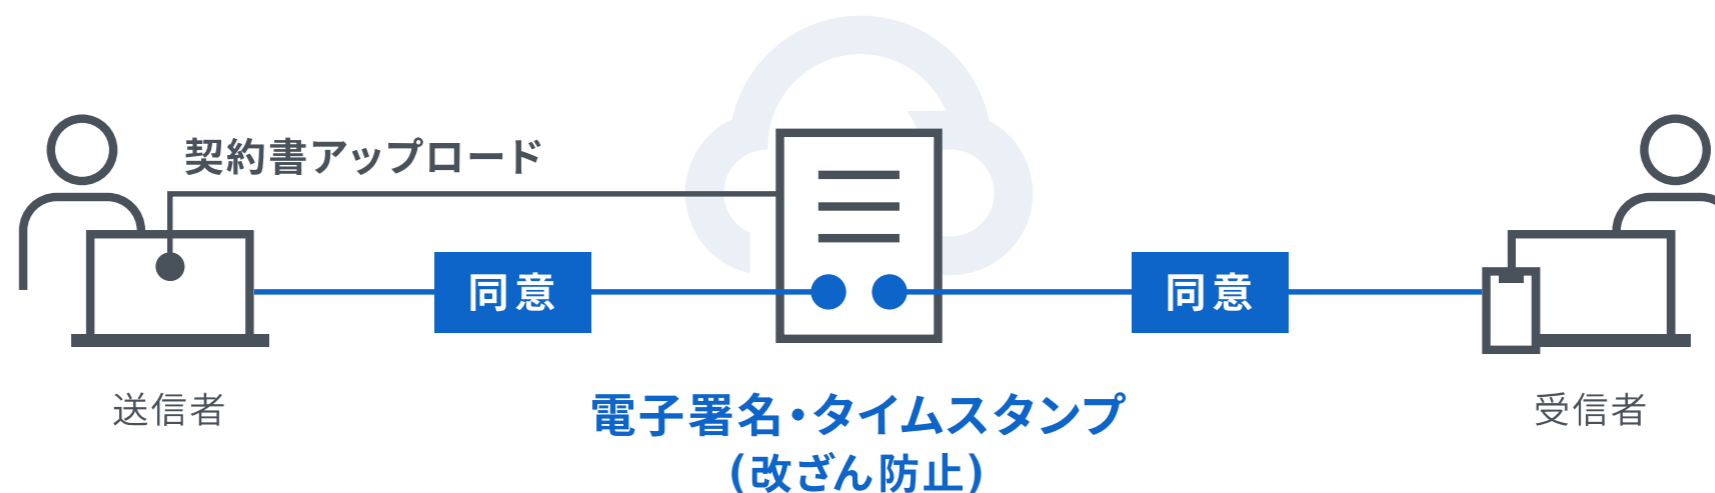 契約書アップロード
同意
同意
送信者
電子署名・タイムスタンプ
(改ざん防止)
受信者